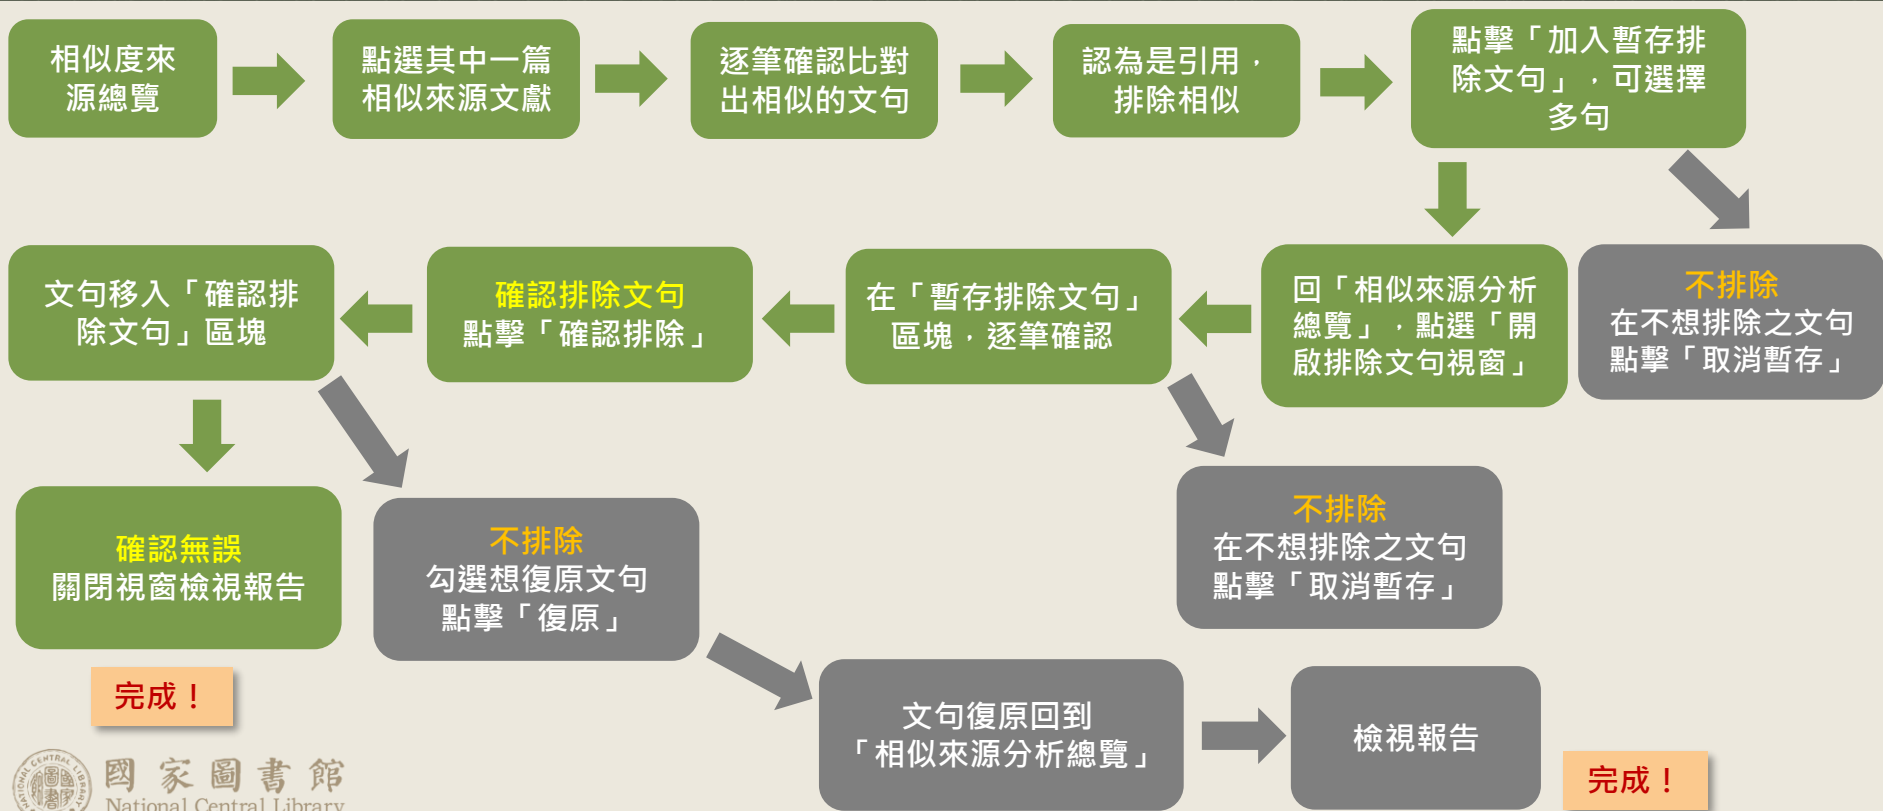 相似度來
源總覽
點選其中一篇
相似來源文獻
逐筆確認比對
出相似的文句
認為是引用，
排除相似
點擊「加入暫存排
除文句」，可選擇
多句
文句移入「確認排
除文句」區塊
確認排除文句
點擊「確認排除」
在「暫存排除文句」
區塊，逐筆確認
回「相似來源分析
總覽」，點選「開
啟排除文句視窗」
不排除
在不想排除之文句
點擊「取消暫存」
確認無誤
關閉視窗檢視報告
不排除
勾選想復原文句
點擊「復原」
不排除
在不想排除之文句
點擊「取消暫存」
完成！
文句復原回到
「相似來源分析總覽」
檢視報告
完成！
國家圖書館
National Central Library